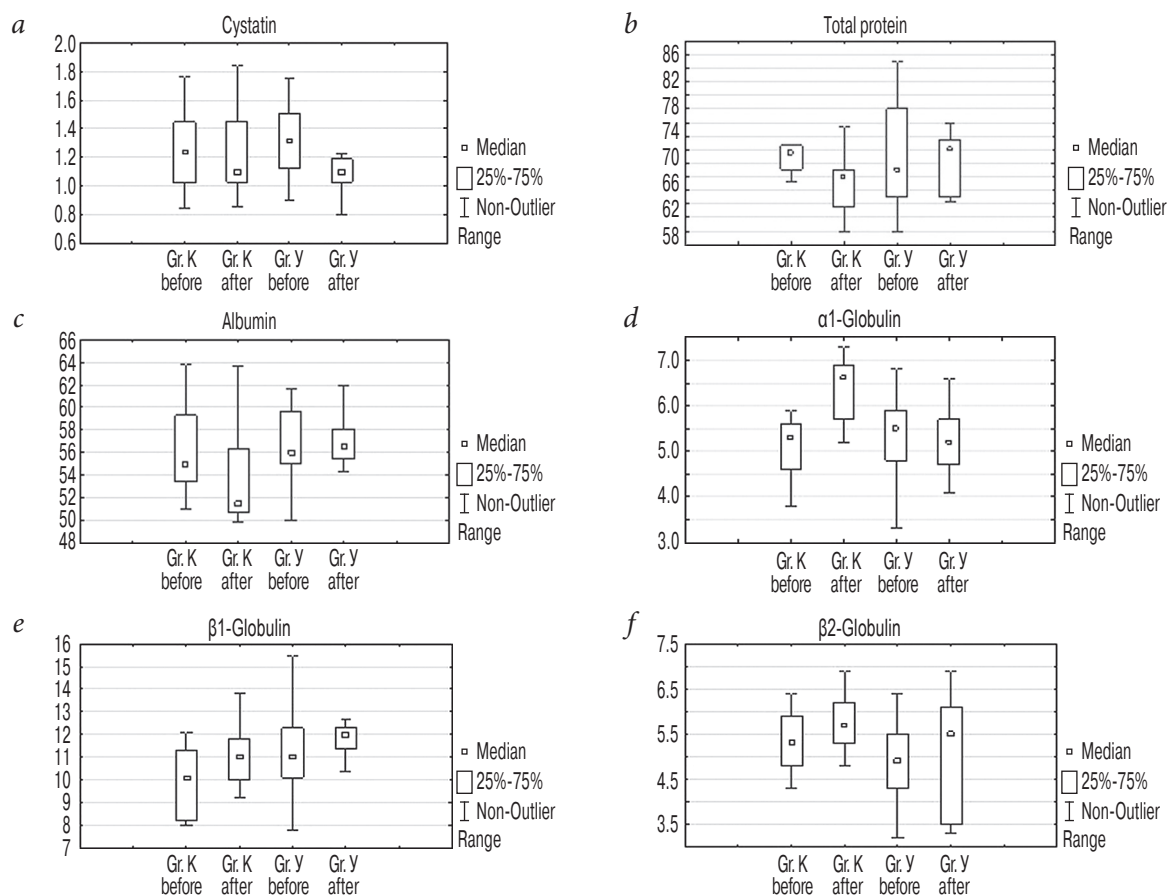 a
Cystatin
2.0
1.8
1.6
1.4
1.2
1.0
0.8
0.6
Gr. K before
Gr. K after
Gr. У before
Gr. У after
Median
25%-75%
Non-Outlier
Range
b
Total protein
86
82
78
74
70
66
62
58
Gr. K before
Gr. K after
Gr. У before
Gr. У after
Median
25%-75%
Non-Outlier
Range
c
Albumin
66
64
62
60
58
56
54
52
50
48
Gr. K before
Gr. K after
Gr. У before
Gr. У after
Median
25%-75%
Non-Outlier
Range
d
α1-Globulin
7.0
6.0
5.0
4.0
3.0
Gr. K before
Gr. K after
Gr. У before
Gr. У after
Median
25%-75%
Non-Outlier
Range
e
β1-Globulin
16
15
14
13
12
11
10
9
8
7
Gr. K before
Gr. K after
Gr. У before
Gr. У after
Median
25%-75%
Non-Outlier
Range
f
β2-Globulin
7.5
6.5
5.5
4.5
3.5
Gr. K before
Gr. K after
Gr. У before
Gr. У after
Median
25%-75%
Non-Outlier
Range